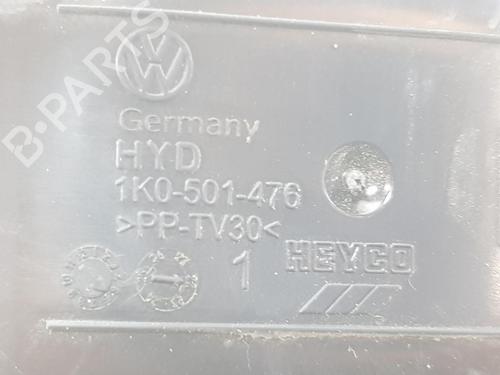 B-PARTS
Germany
HYD
1K0-501-476
>PP-TV30<
1
HEYCO